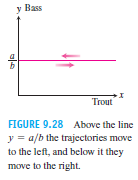 y Bass
a
b
x
Trout
FIGURE 9.28 Above the line
y = a/b the trajectories move
to the left, and below it they
move to the right.